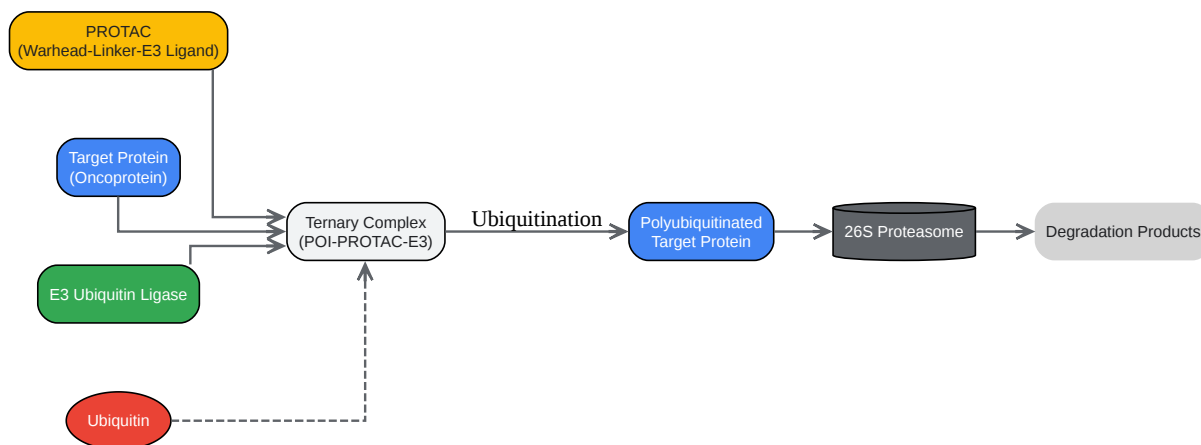 PROTAC
(Warhead-Linker-E3 Ligand)
Target Protein
(Oncoprotein)
E3 Ubiquitin Ligase
Ubiquitin
Ternary Complex
(POI-PROTAC-E3)
Ubiquitination
Polyubiquitinated
Target Protein
26S Proteasome
Degradation Products